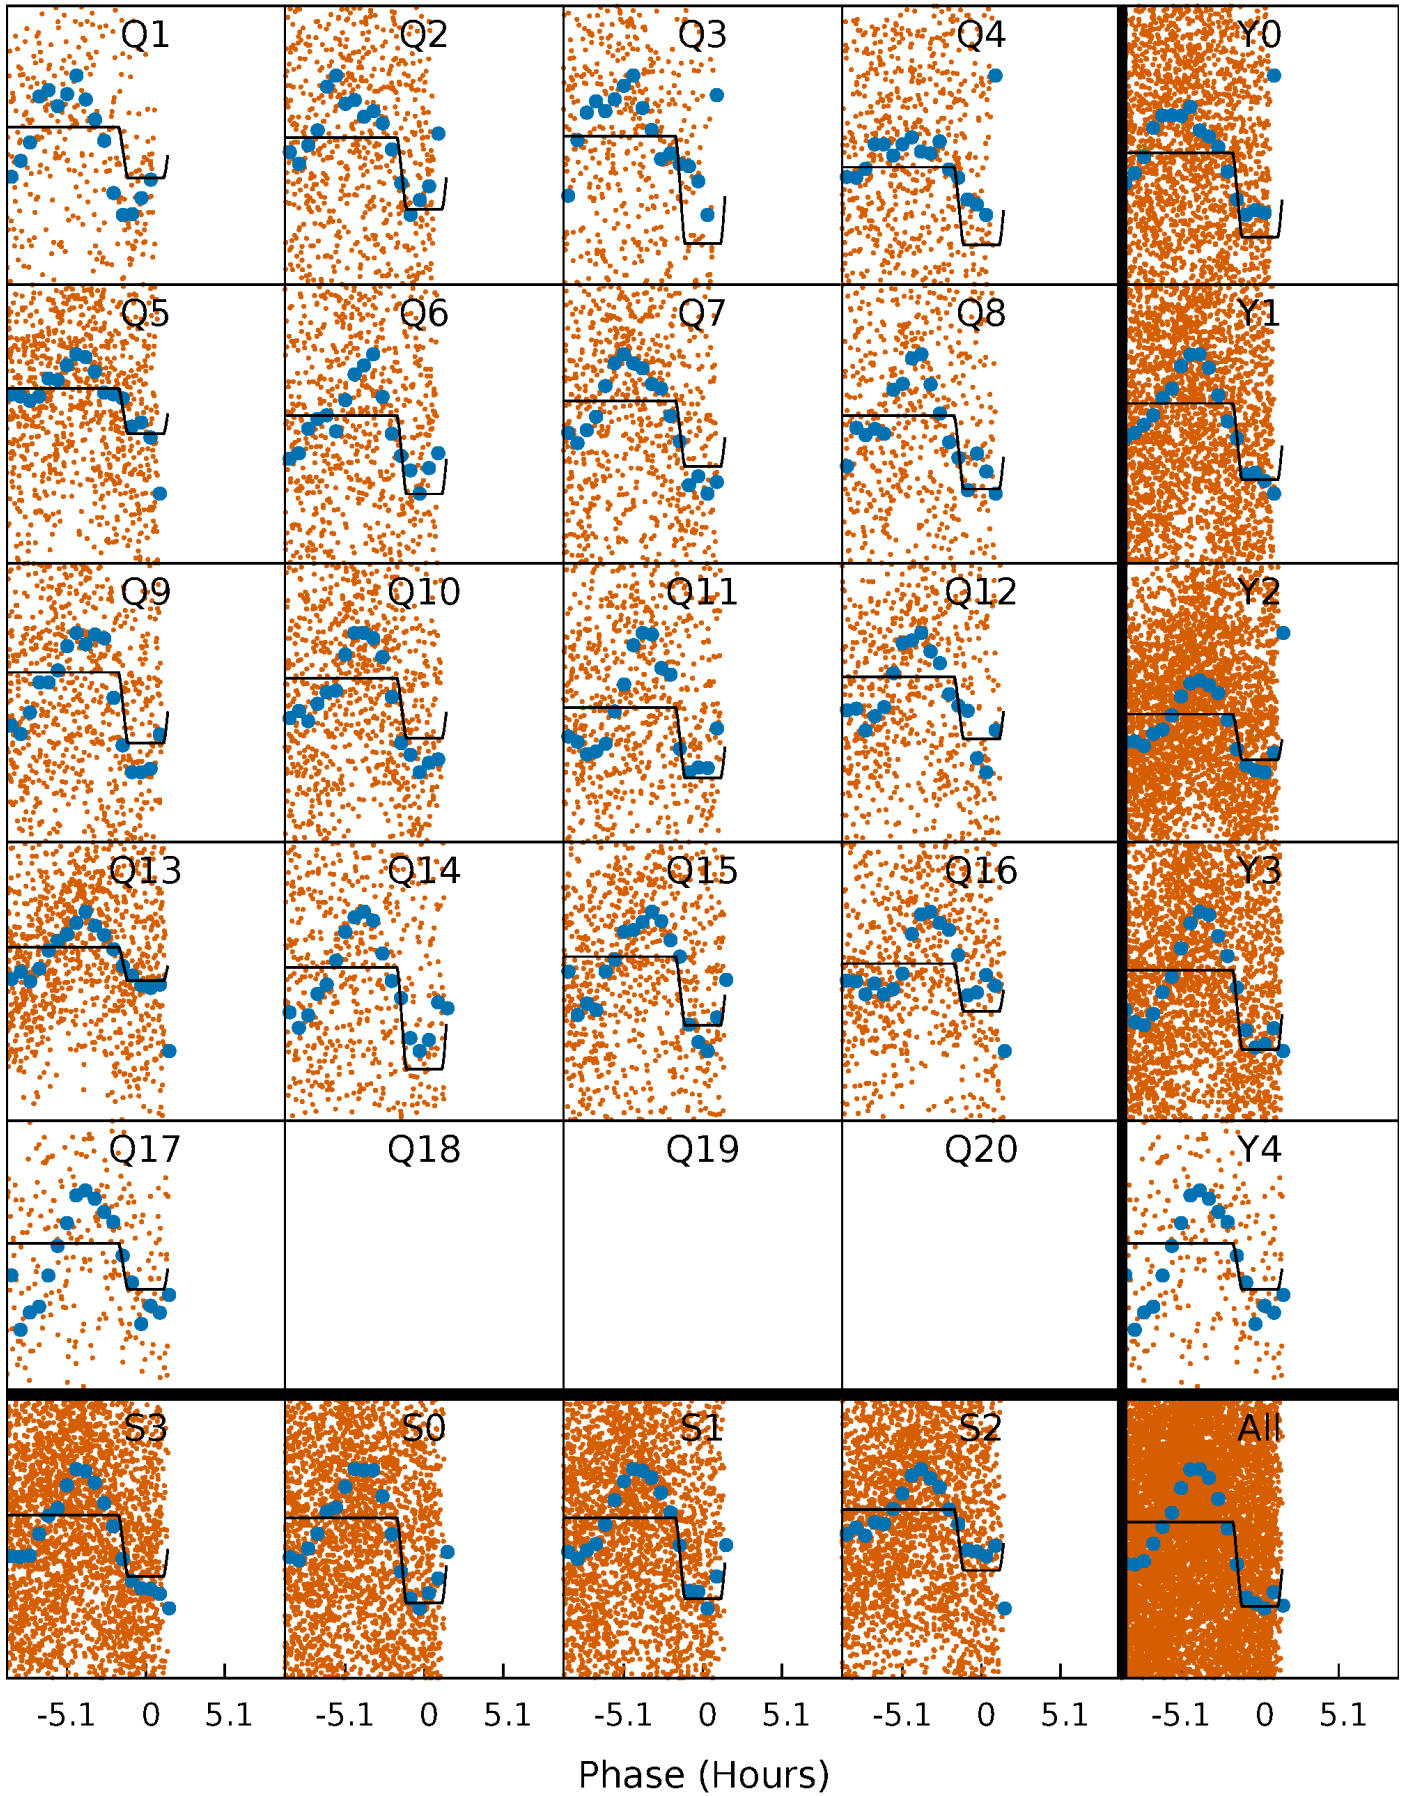 Q1 Q2 Q3 Q4 Y0
Q5 Q6 Q7 Q8 Y1
Q9 Q10 Q11 Q12 Y2
Q13 Q14 Q15 Q16 Y3
Q17 Q18 Q19 Q20 Y4
S3 S0 S1 S2 All
-5.1 0 5.1 -5.1 0 5.1 -5.1 0 5.1 -5.1 0 5.1 -5.1 0 5.1
Phase (Hours)